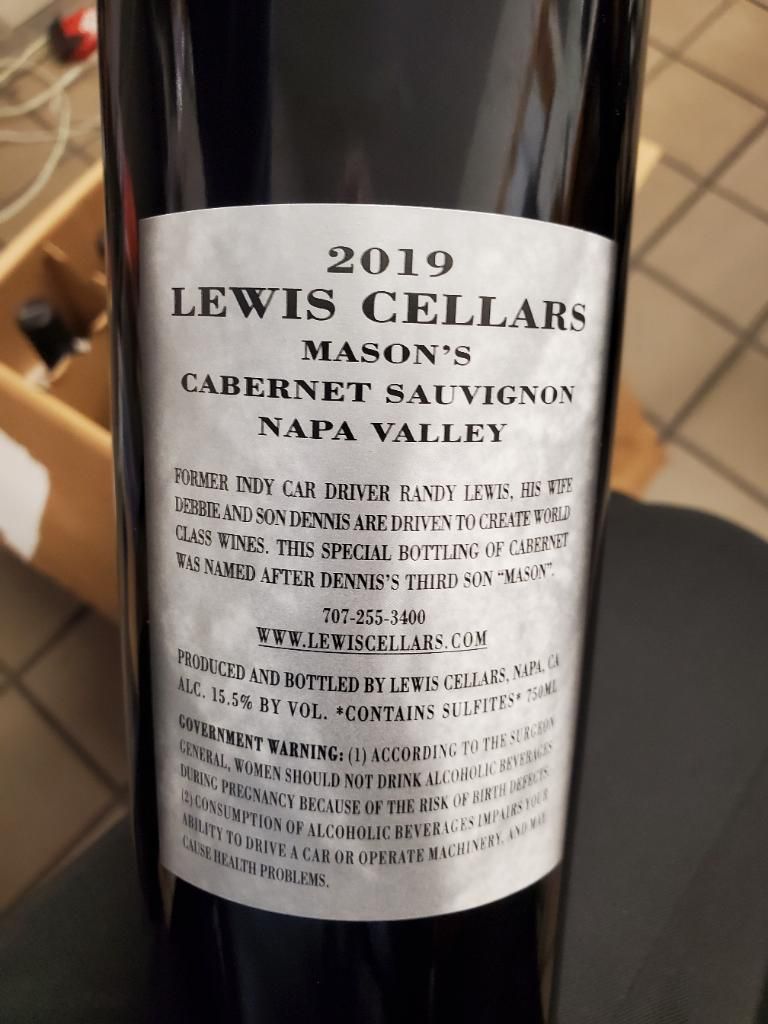 2019
LEWIS CELLARS
MASON'S
CABERNET SAUVIGNON
NAPA VALLEY
FORMER INDY CAR DRIVER RANDY LEWIS, HIS WIFE
DEBBIE AND SON DENNIS ARE DRIVEN TO CREATE WORLD
CLASS WINES. THIS SPECIAL BOTTLING OF CABERNET
WAS NAMED AFTER DENNIS'S THIRD SON "MASON".
707-255-3400
WWW.LEWISCELLARS.COM
PRODUCED AND BOTTLED BY LEWIS CELLARS, NAPA, CA
ALC. 15.5% BY VOL. *CONTAINS SULFITES* 750ML
GOVERNMENT WARNING: (1) ACCORDING TO THE SURGEON
GENERAL, WOMEN SHOULD NOT DRINK ALCOHOLIC BEVERAGES
DURING PREGNANCY BECAUSE OF THE RISK OF BIRTH DEFECTS.
(2) CONSUMPTION OF ALCOHOLIC BEVERAGES IMPAIRS YOUR
ABILITY TO DRIVE A CAR OR OPERATE MACHINERY, AND MAY
CAUSE HEALTH PROBLEMS.